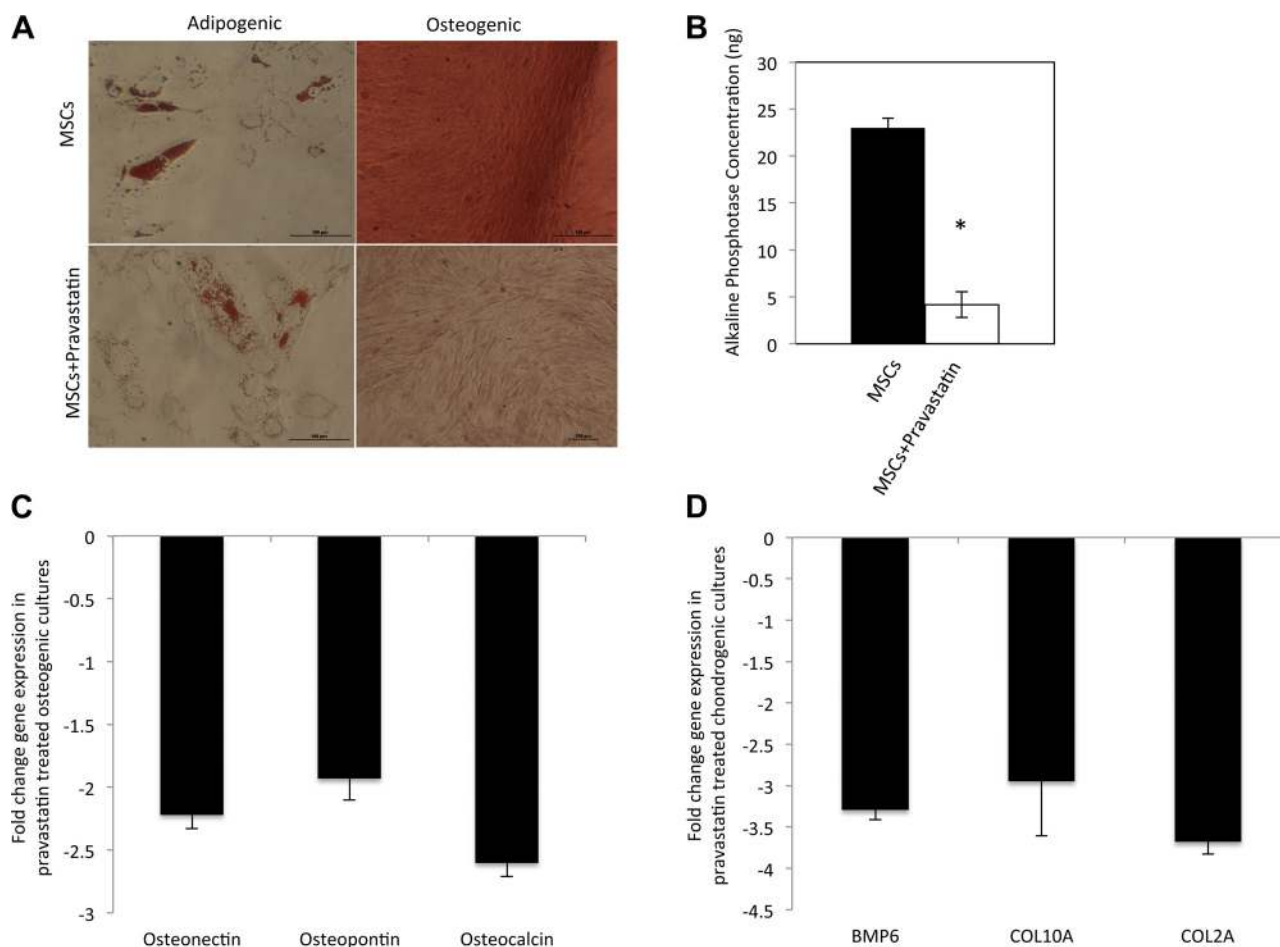 A
Adipogenic
Osteogenic
MSCs
MSCs+Pravastatin
B
Alkaline Phosphotase Concentration (ng)
30
25
20
15
10
5
0
*
MSCs
MSCs+Pravastatin
C
Fold change gene expression in
pravastatin treated osteogenic cultures
0
-0.5
-1
-1.5
-2
-2.5
-3
Osteonectin
Osteopontin
Osteocalcin
D
Fold change gene expression in
pravastatin treated chondrogenic cultures
0
-0.5
-1
-1.5
-2
-2.5
-3
-3.5
-4
-4.5
BMP6
COL10A
COL2A